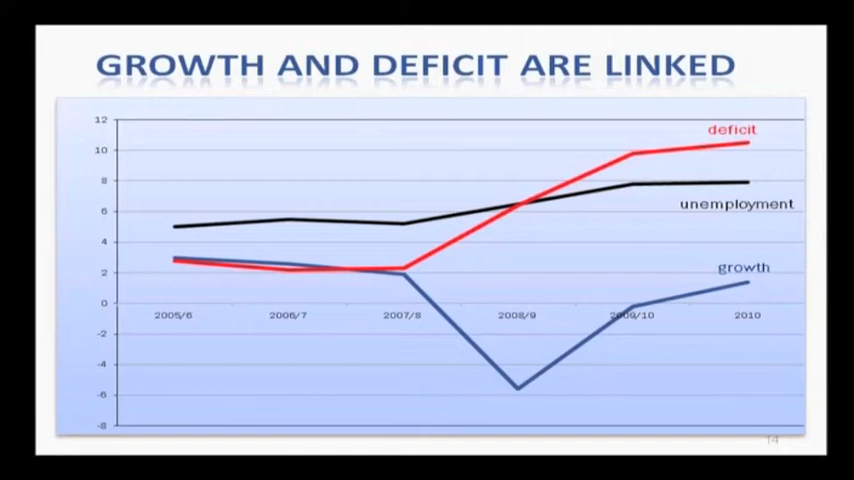 GROWTH AND DEFICIT ARE LINKED
12
deficit
10
8
unemployment
6
4
growth
2
0
2005/6 2006/7 2007/8 2008/9 2009/10 2010
-2
-4
-6
-8
14